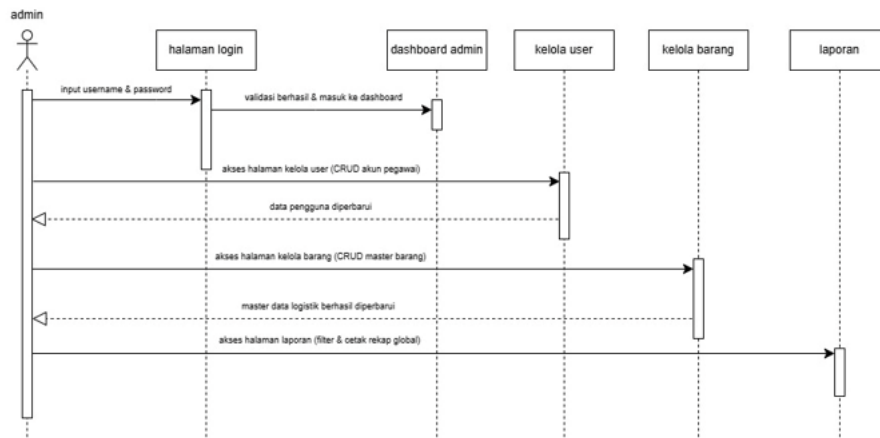 admin
halaman login
dashboard admin
kelola user
kelola barang
laporan
input username & password
validasi berhasil & masuk ke dashboard
akses halaman kelola user (CRUD akun pegawai)
data pengguna diperbarui
akses halaman kelola barang (CRUD master barang)
master data logistik berhasil diperbarui
akses halaman laporan (filter & cetak rekap global)